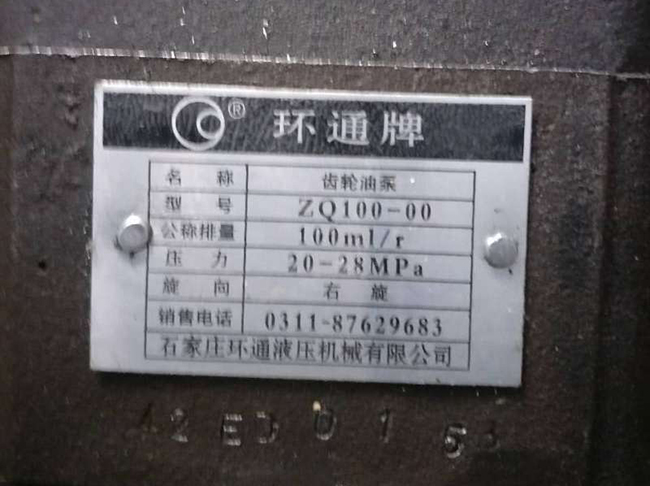 ® 环通牌
名称 齿轮油泵
型号 ZQ100-00
公称排量 100ml/r
压力 20-28MPa
旋向 右旋
销售电话 0311-87629683
石家庄环通液压机械有限公司